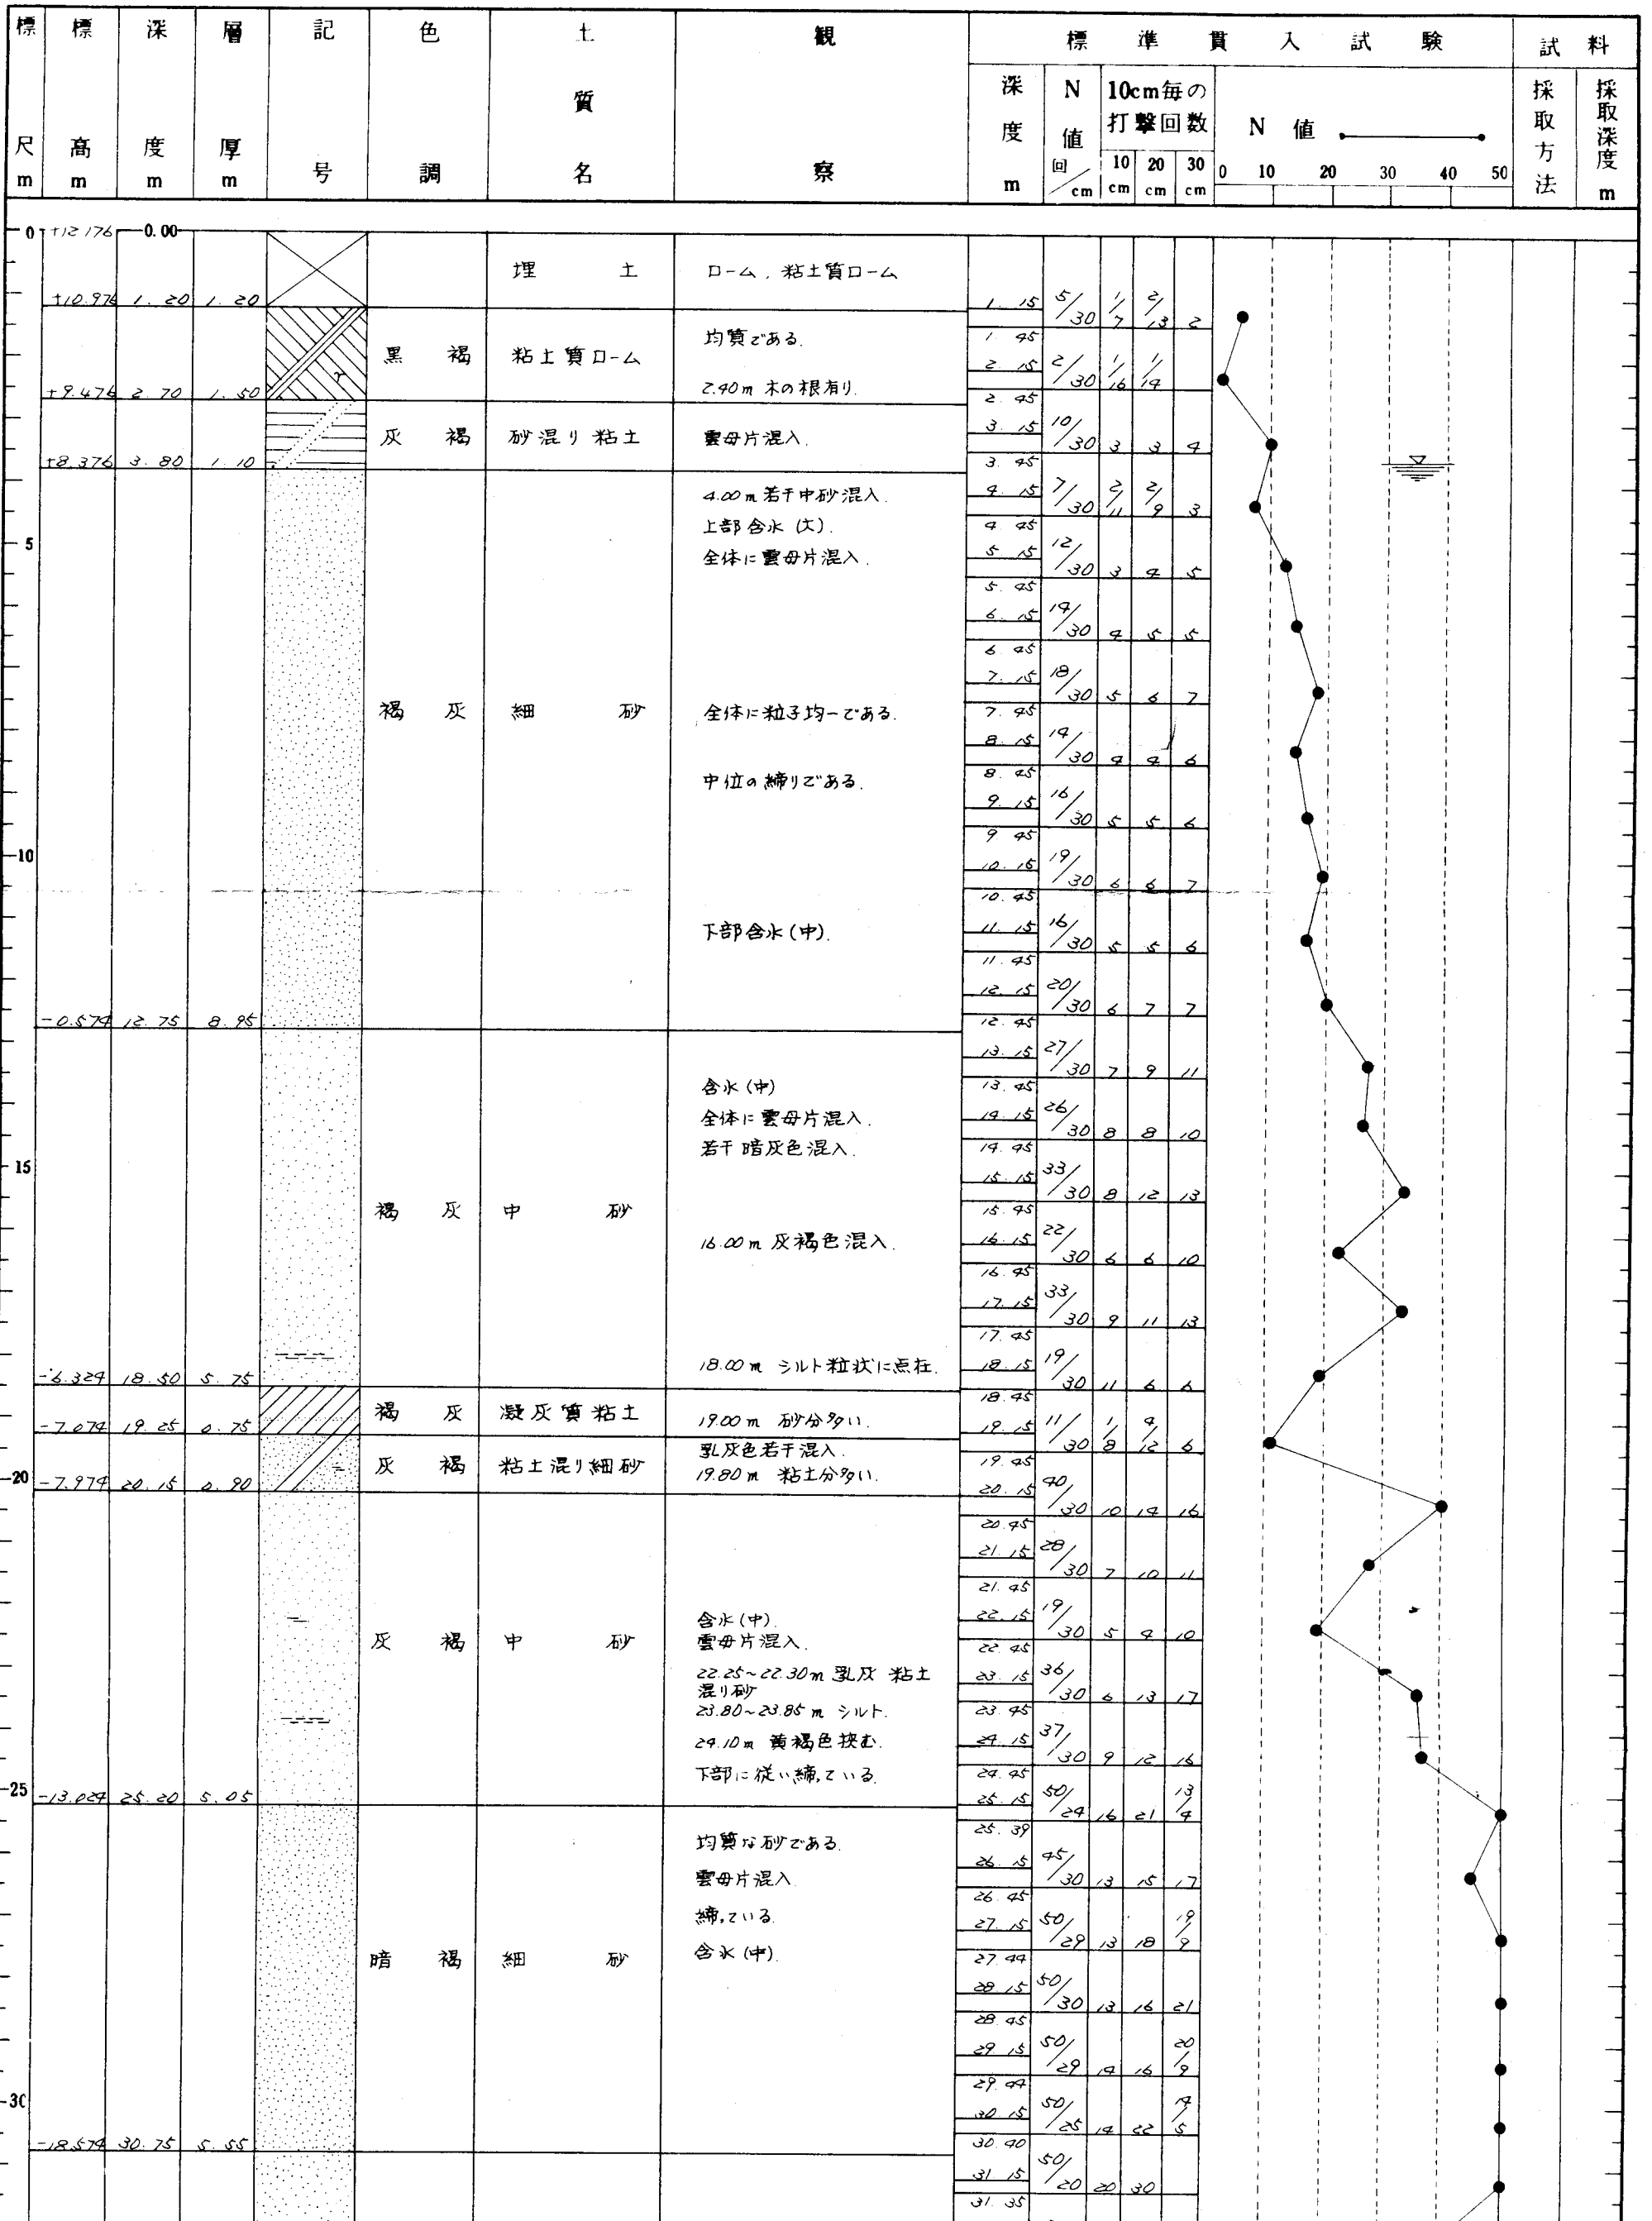 標尺 m 標高 m 深度 m 層厚 m 記号 色調 土質名 観察 標準貫入試験 試料
深度 m N値 回/cm 10cm毎の打撃回数 N 値 採取方法 採取深度 m
10cm 20cm 30cm 0 10 20 30 40 50
0 +12.176 0.00
埋土 ローム、粘土質ローム
+10.976 1.20 1.20
1.15 5/30 1/7 2/13 2
1.45
黒褐 粘土質ローム 均質である。
2.15 2/30 1/16 1/14
2.40m 木の根有り。
+9.476 2.70 1.50
2.45
灰褐 砂混り粘土 雲母片混入。
3.15 10/30 3 3 4
+8.376 3.80 1.10
3.45
4.00m 若干中砂混入。
4.15 7/30 2/11 2/9 3
上部含水(大)。
4.45
5
全体に雲母片混入。
5.15 12/30 3 4 5
5.45
6.15 14/30 4 5 5
6.45
7.15 18/30 5 6 7
褐灰 細砂 全体に粒子均一である。
7.45
8.15 14/30 4 4 6
中位の締りである。
8.45
9.15 16/30 5 5 6
9.45
10
10.15 19/30 6 6 7
10.45
下部含水(中)。
11.15 16/30 5 5 6
11.45
12.15 20/30 6 7 7
-0.574 12.75 8.95
12.45
13.15 27/30 7 9 11
含水(中)
13.45
全体に雲母片混入。
14.15 26/30 8 8 10
若干暗灰色混入。
14.45
15
15.15 33/30 8 12 13
褐灰 中砂
15.45
16.00m 灰褐色混入。
16.15 22/30 6 6 10
16.45
17.15 33/30 9 11 13
17.45
18.00m シルト粒状に点在。
18.15 19/30 11 6 6
-6.324 18.50 5.75
18.45
褐灰 凝灰質粘土 19.00m 砂分多い。
19.15 11/30 1/8 4/12 6
-7.074 19.25 0.75
灰褐 粘土混り細砂 乳灰色若干混入。
19.45
19.80m 粘土分多い。
20
-7.974 20.15 0.90
20.15 40/30 10 14 16
20.45
21.15 28/30 7 10 11
21.45
含水(中)。
22.15 19/30 5 4 10
灰褐 中砂 雲母片混入。
22.45
22.25~22.30m 乳灰 粘土
混り砂
23.15 36/30 6 13 17
23.80~23.85m シルト。
23.45
24.10m 黄褐色挟む。
24.15 37/30 9 12 16
下部に従い締っている。
24.45
25
-13.024 25.20 5.05
25.15 50/24 16 21 13/4
25.39
均質な砂である。
26.15 45/30 13 15 17
雲母片混入。
26.45
締っている。
27.15 50/29 13 18 19/9
暗褐 細砂 含水(中)。
27.44
28.15 50/30 13 16 21
28.45
29.15 50/29 14 16 20/9
29.44
30
30.15 50/25 14 22 14/5
-18.574 30.75 5.55
30.40
31.15 50/20 20 30
31.35